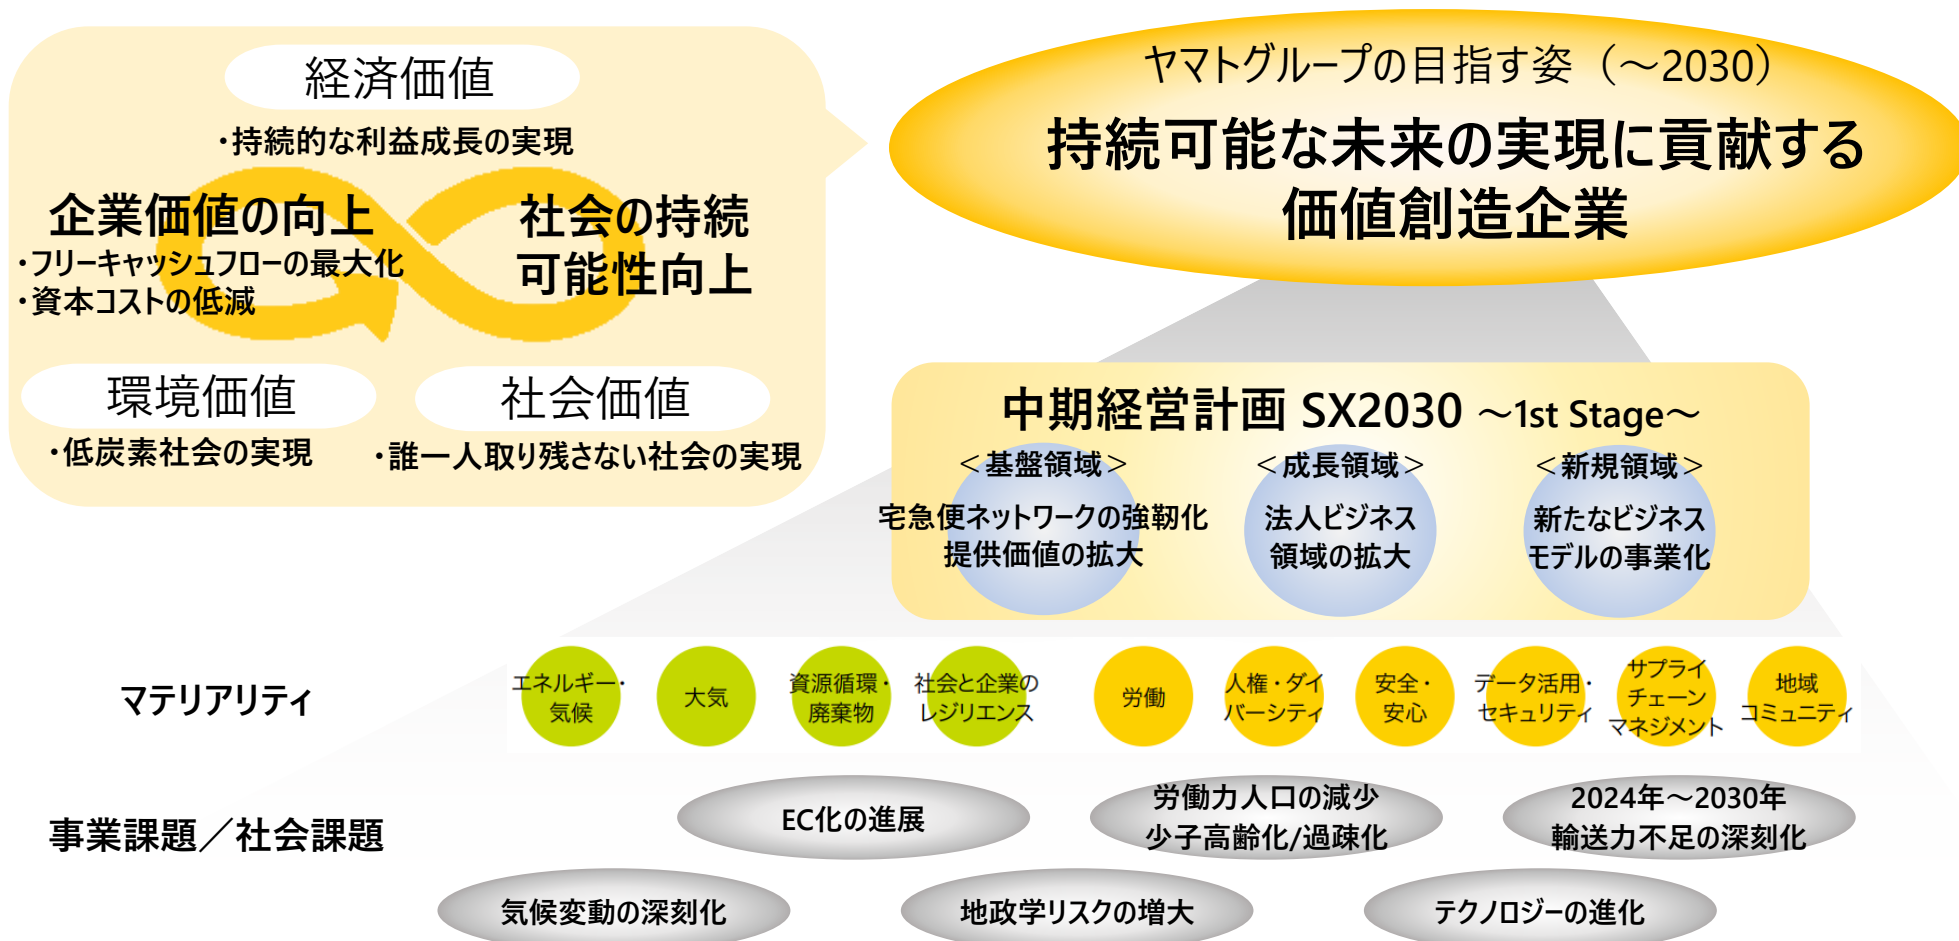 経済価値
・持続的な利益成長の実現
企業価値の向上
・フリーキャッシュフローの最大化
・資本コストの低減
社会の持続
可能性向上
環境価値
・低炭素社会の実現
社会価値
・誰一人取り残さない社会の実現
ヤマトグループの目指す姿（～2030）
持続可能な未来の実現に貢献する
価値創造企業
中期経営計画 SX2030 ～1st Stage～
＜基盤領域＞
宅急便ネットワークの強靭化
提供価値の拡大
＜成長領域＞
法人ビジネス
領域の拡大
＜新規領域＞
新たなビジネス
モデルの事業化
マテリアリティ
エネルギー・
気候
大気
資源循環・
廃棄物
社会と企業の
レジリエンス
労働
人権・ダイ
バーシティ
安全・
安心
データ活用・
セキュリティ
サプライ
チェーン
マネジメント
地域
コミュニティ
事業課題／社会課題
EC化の進展
労働力人口の減少
少子高齢化/過疎化
2024年～2030年
輸送力不足の深刻化
気候変動の深刻化
地政学リスクの増大
テクノロジーの進化